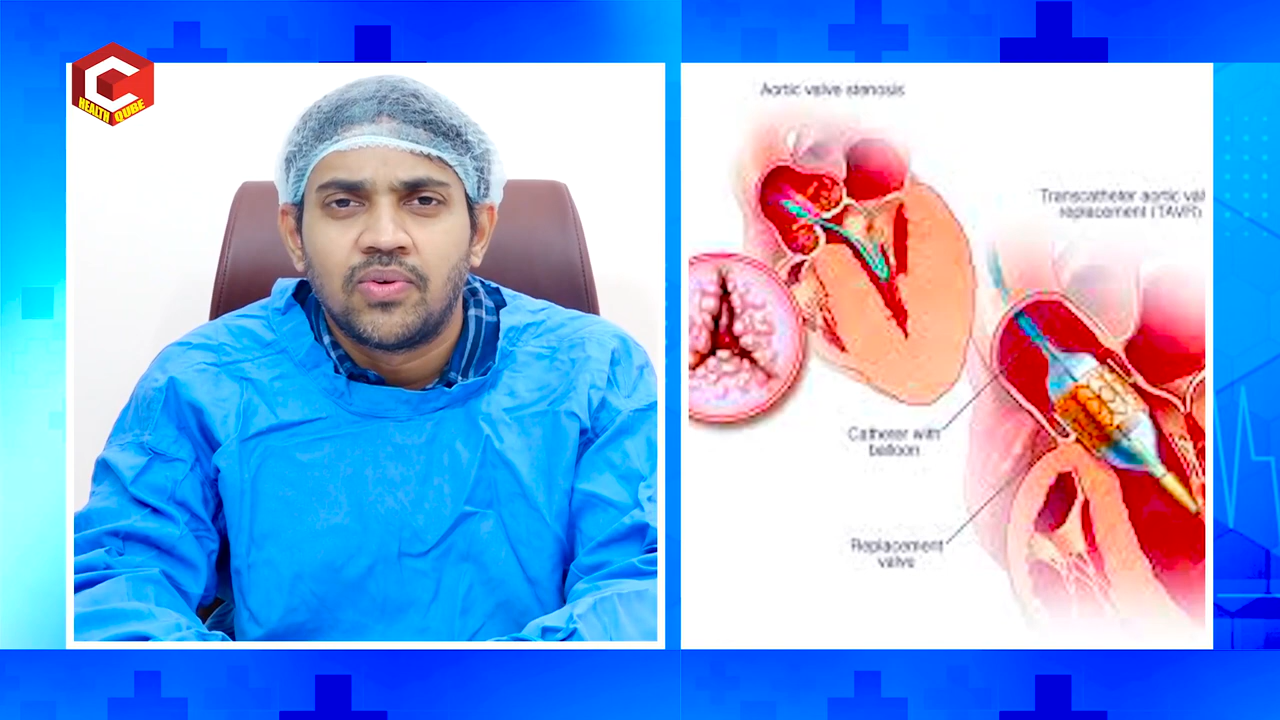 HEALTH QUBE
Aortic valve stenosis
Transcatheter aortic val
replacement (TAVR)
Catheter with
balloon
Replacement
valve